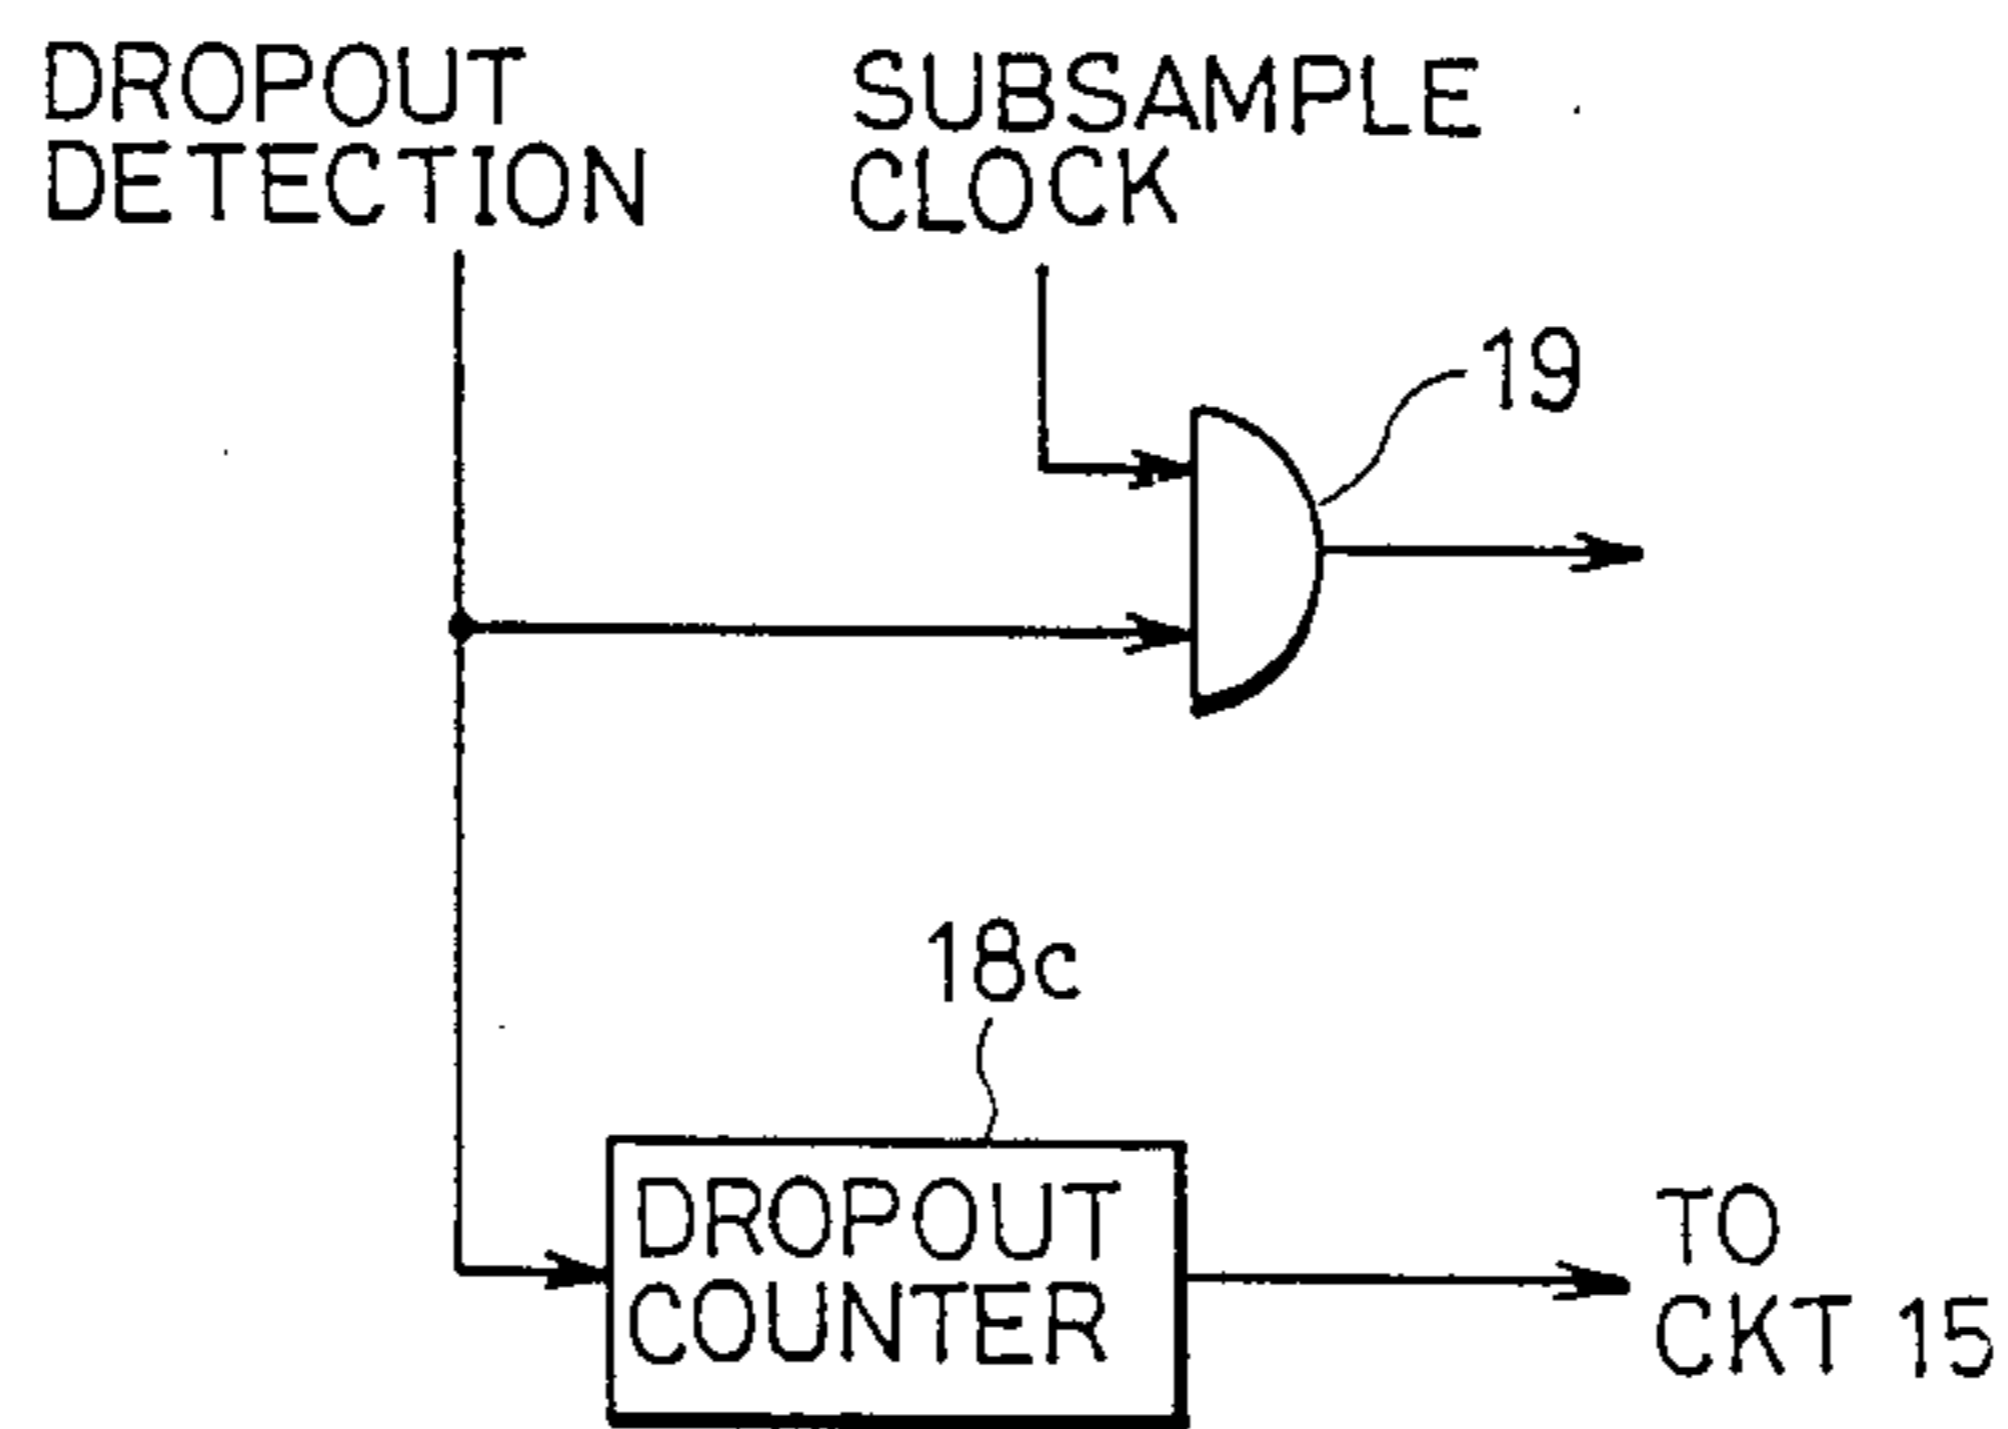 DROPOUT
DETECTION
SUBSAMPLE
CLOCK
19
18c
DROPOUT
COUNTER
TO
CKT 15